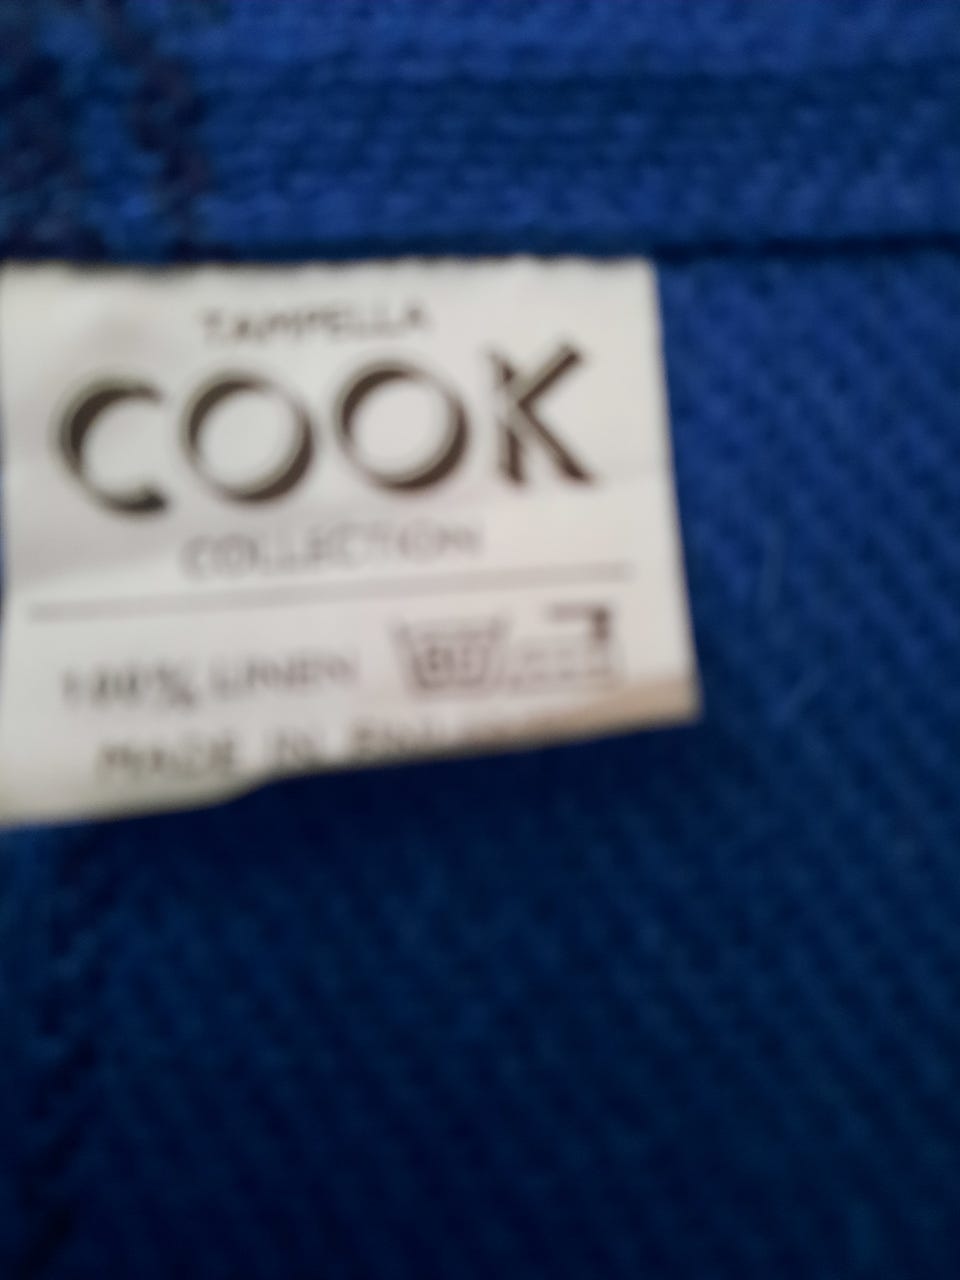 TAMPELLA
COOK
COLLECTION
100% LINEN
MADE IN